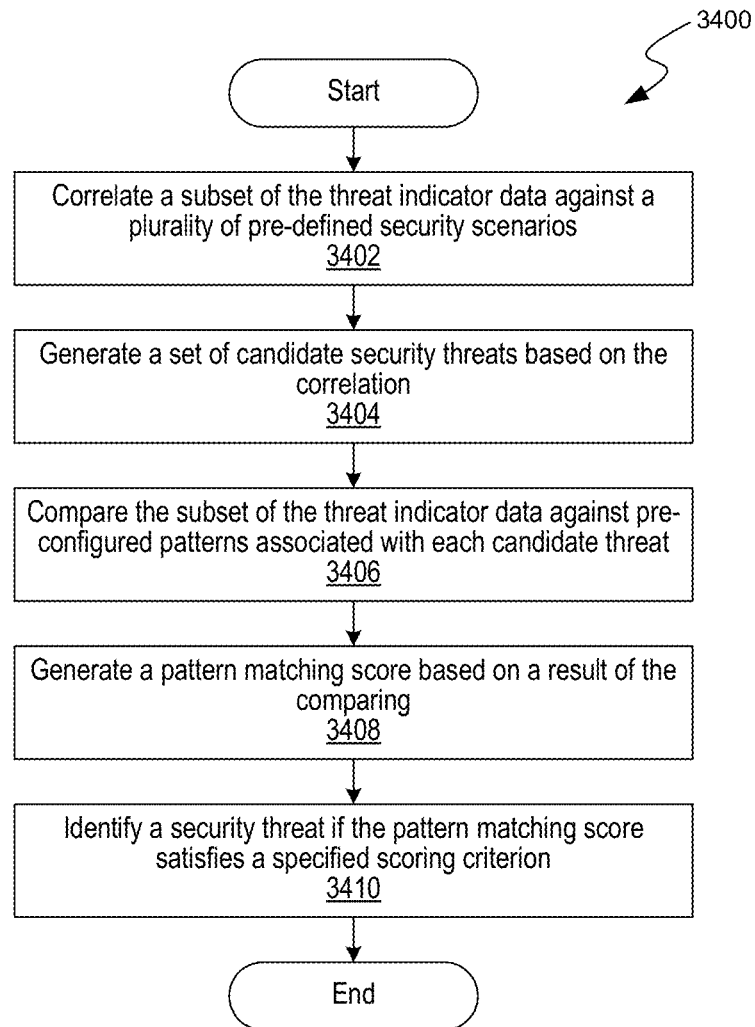 3400
Start
Correlate a subset of the threat indicator data against a
plurality of pre-defined security scenarios
3402
Generate a set of candidate security threats based on the
correlation
3404
Compare the subset of the threat indicator data against pre-
configured patterns associated with each candidate threat
3406
Generate a pattern matching score based on a result of the
comparing
3408
Identify a security threat if the pattern matching score
satisfies a specified scoring criterion
3410
End